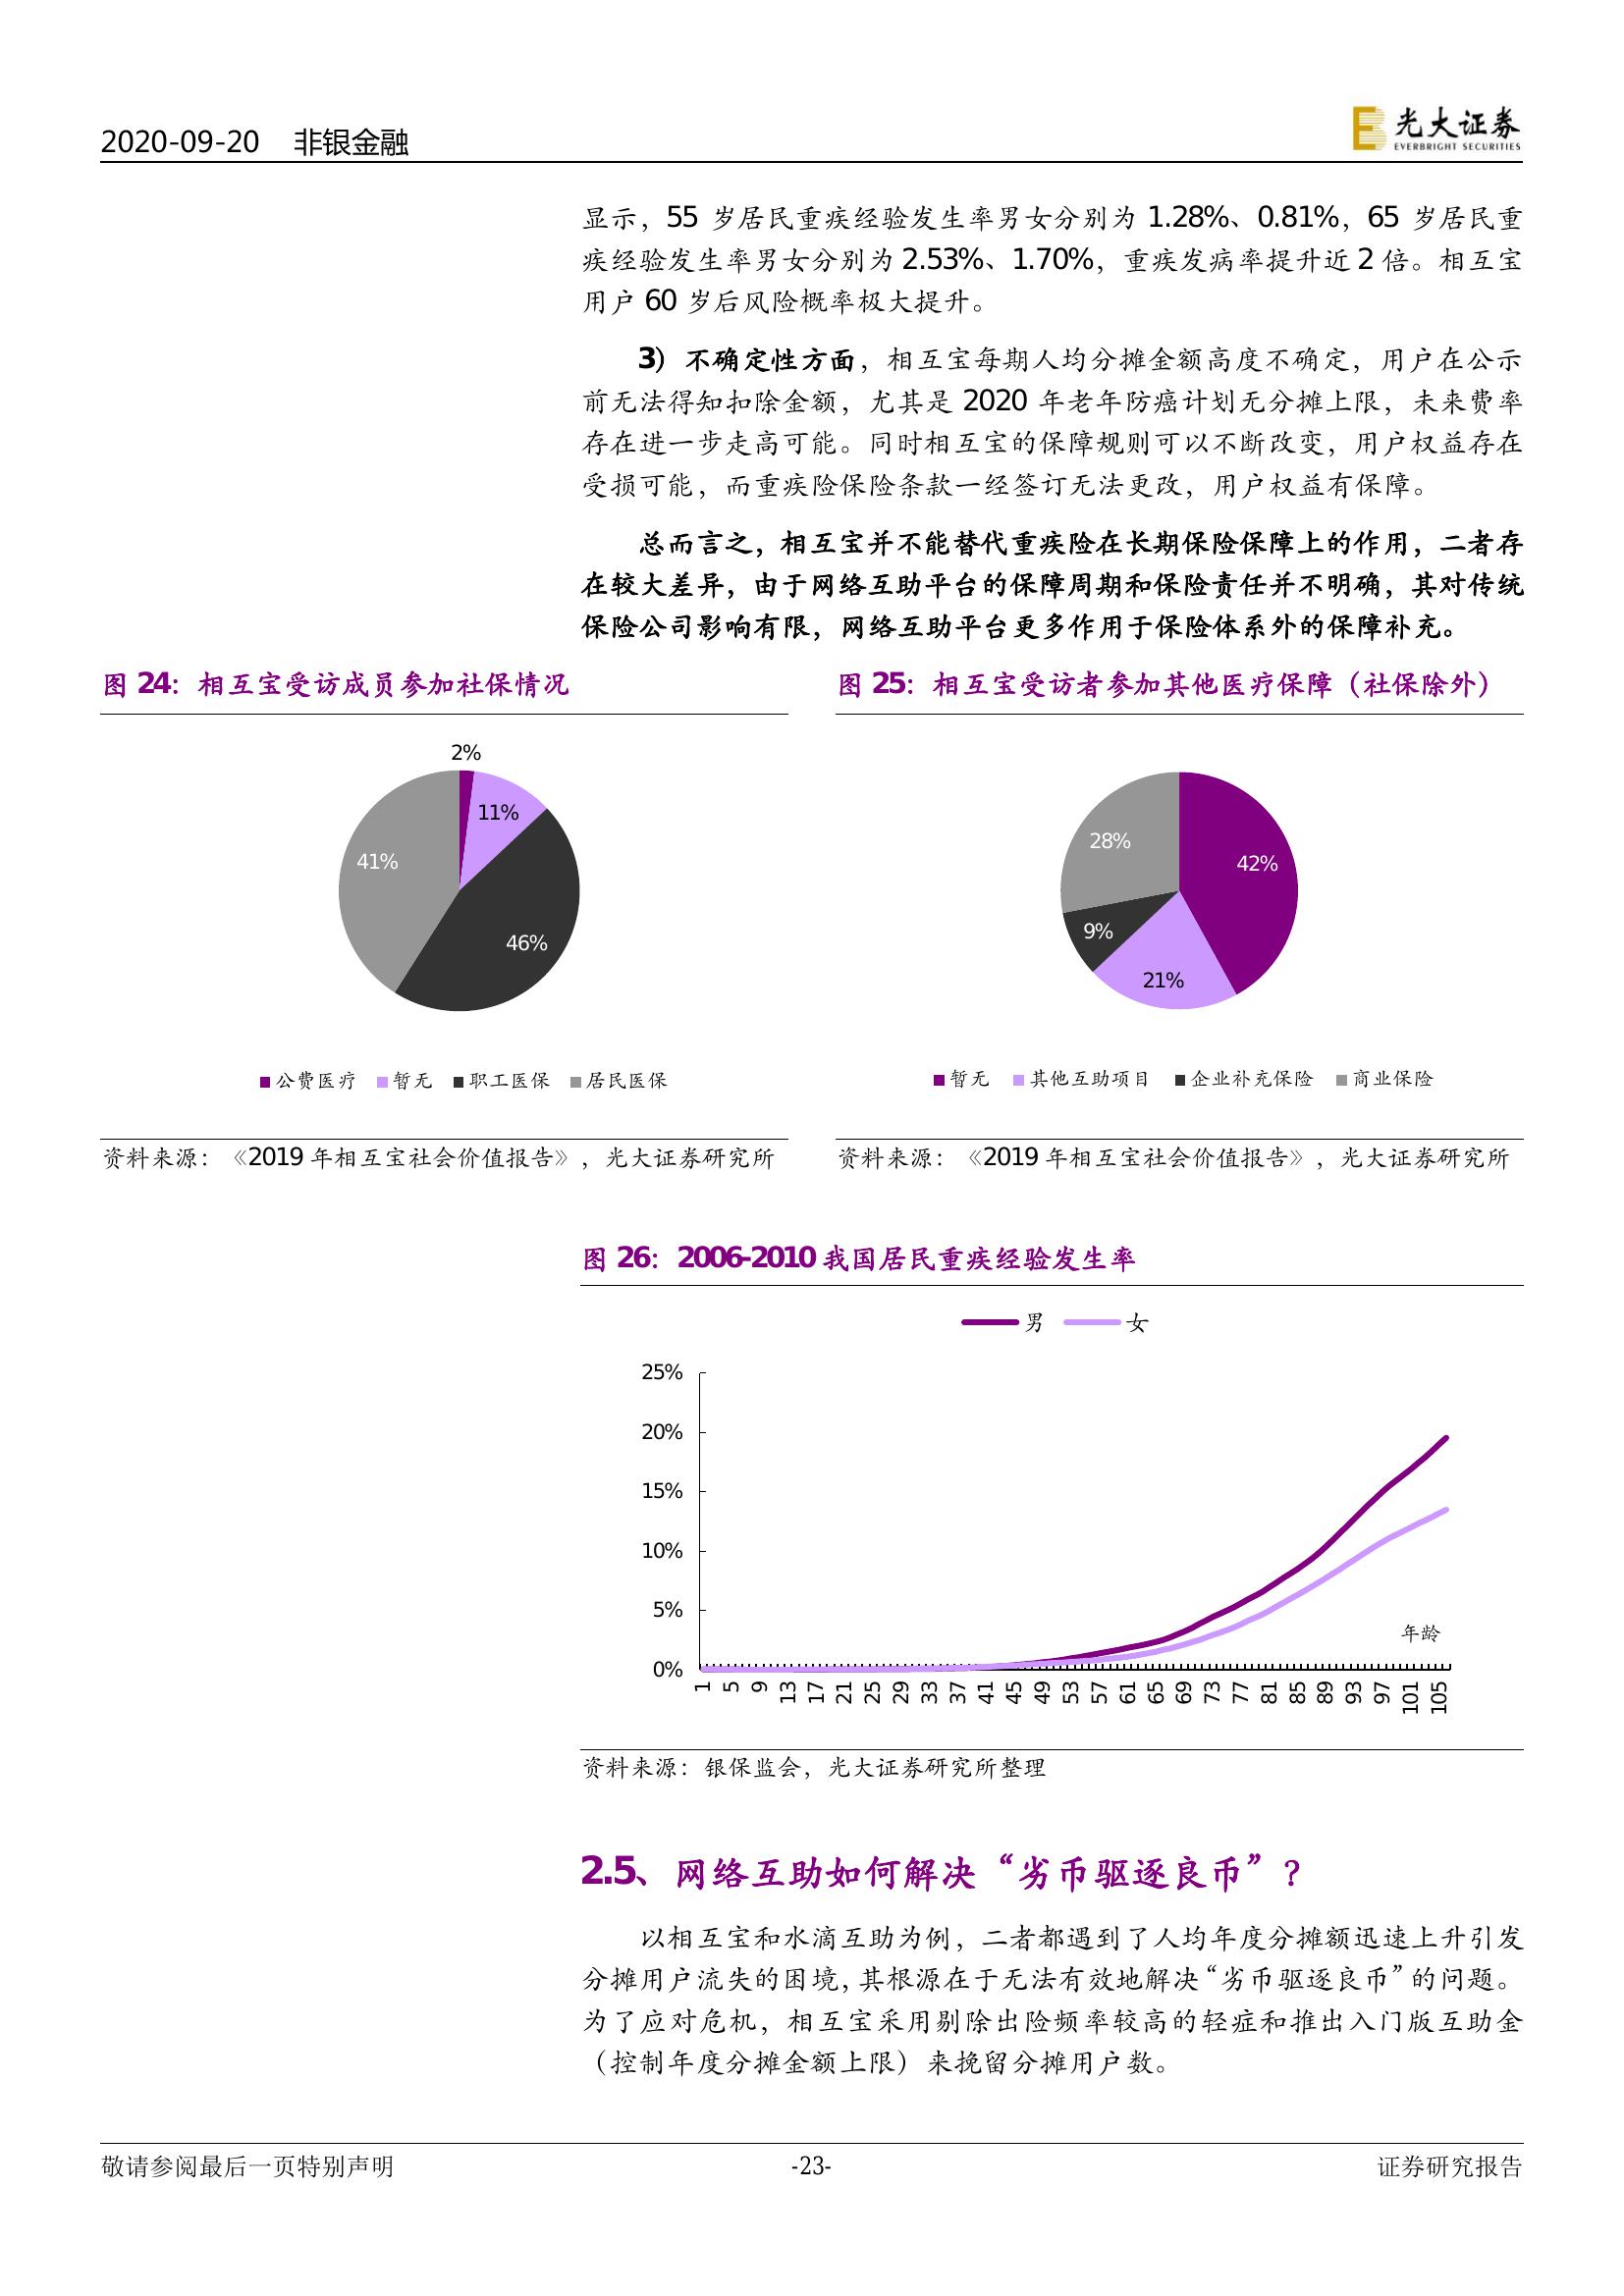 2020-09-20 非银金融
光大证券
EVERBRIGHT SECURITIES
显示，55 岁居民重疾经验发生率男女分别为 1.28%、0.81%，65 岁居民重
疾经验发生率男女分别为 2.53%、1.70%，重疾发病率提升近 2 倍。相互宝
用户 60 岁后风险概率极大提升。
3）不确定性方面，相互宝每期人均分摊金额高度不确定，用户在公示
前无法得知扣除金额，尤其是 2020 年老年防癌计划无分摊上限，未来费率
存在进一步走高可能。同时相互宝的保障规则可以不断改变，用户权益存在
受损可能，而重疾险保险条款一经签订无法更改，用户权益有保障。
总而言之，相互宝并不能替代重疾险在长期保险保障上的作用，二者存
在较大差异，由于网络互助平台的保障周期和保险责任并不明确，其对传统
保险公司影响有限，网络互助平台更多作用于保险体系外的保障补充。
图 24：相互宝受访成员参加社保情况
2%
11%
41%
46%
公费医疗 暂无 职工医保 居民医保
资料来源：《2019 年相互宝社会价值报告》，光大证券研究所
图 25：相互宝受访者参加其他医疗保障（社保除外）
28%
42%
9%
21%
暂无 其他互助项目 企业补充保险 商业保险
资料来源：《2019 年相互宝社会价值报告》，光大证券研究所
图 26：2006-2010 我国居民重疾经验发生率
男 女
25%
20%
15%
10%
5%
年龄
0%
1 5 9 13 17 21 25 29 33 37 41 45 49 53 57 61 65 69 73 77 81 85 89 93 97 101 105
资料来源：银保监会，光大证券研究所整理
2.5、网络互助如何解决“劣币驱逐良币”？
以相互宝和水滴互助为例，二者都遇到了人均年度分摊额迅速上升引发
分摊用户流失的困境，其根源在于无法有效地解决“劣币驱逐良币”的问题。
为了应对危机，相互宝采用剔除出险频率较高的轻症和推出入门版互助金
（控制年度分摊金额上限）来挽留分摊用户数。
敬请参阅最后一页特别声明
-23-
证券研究报告